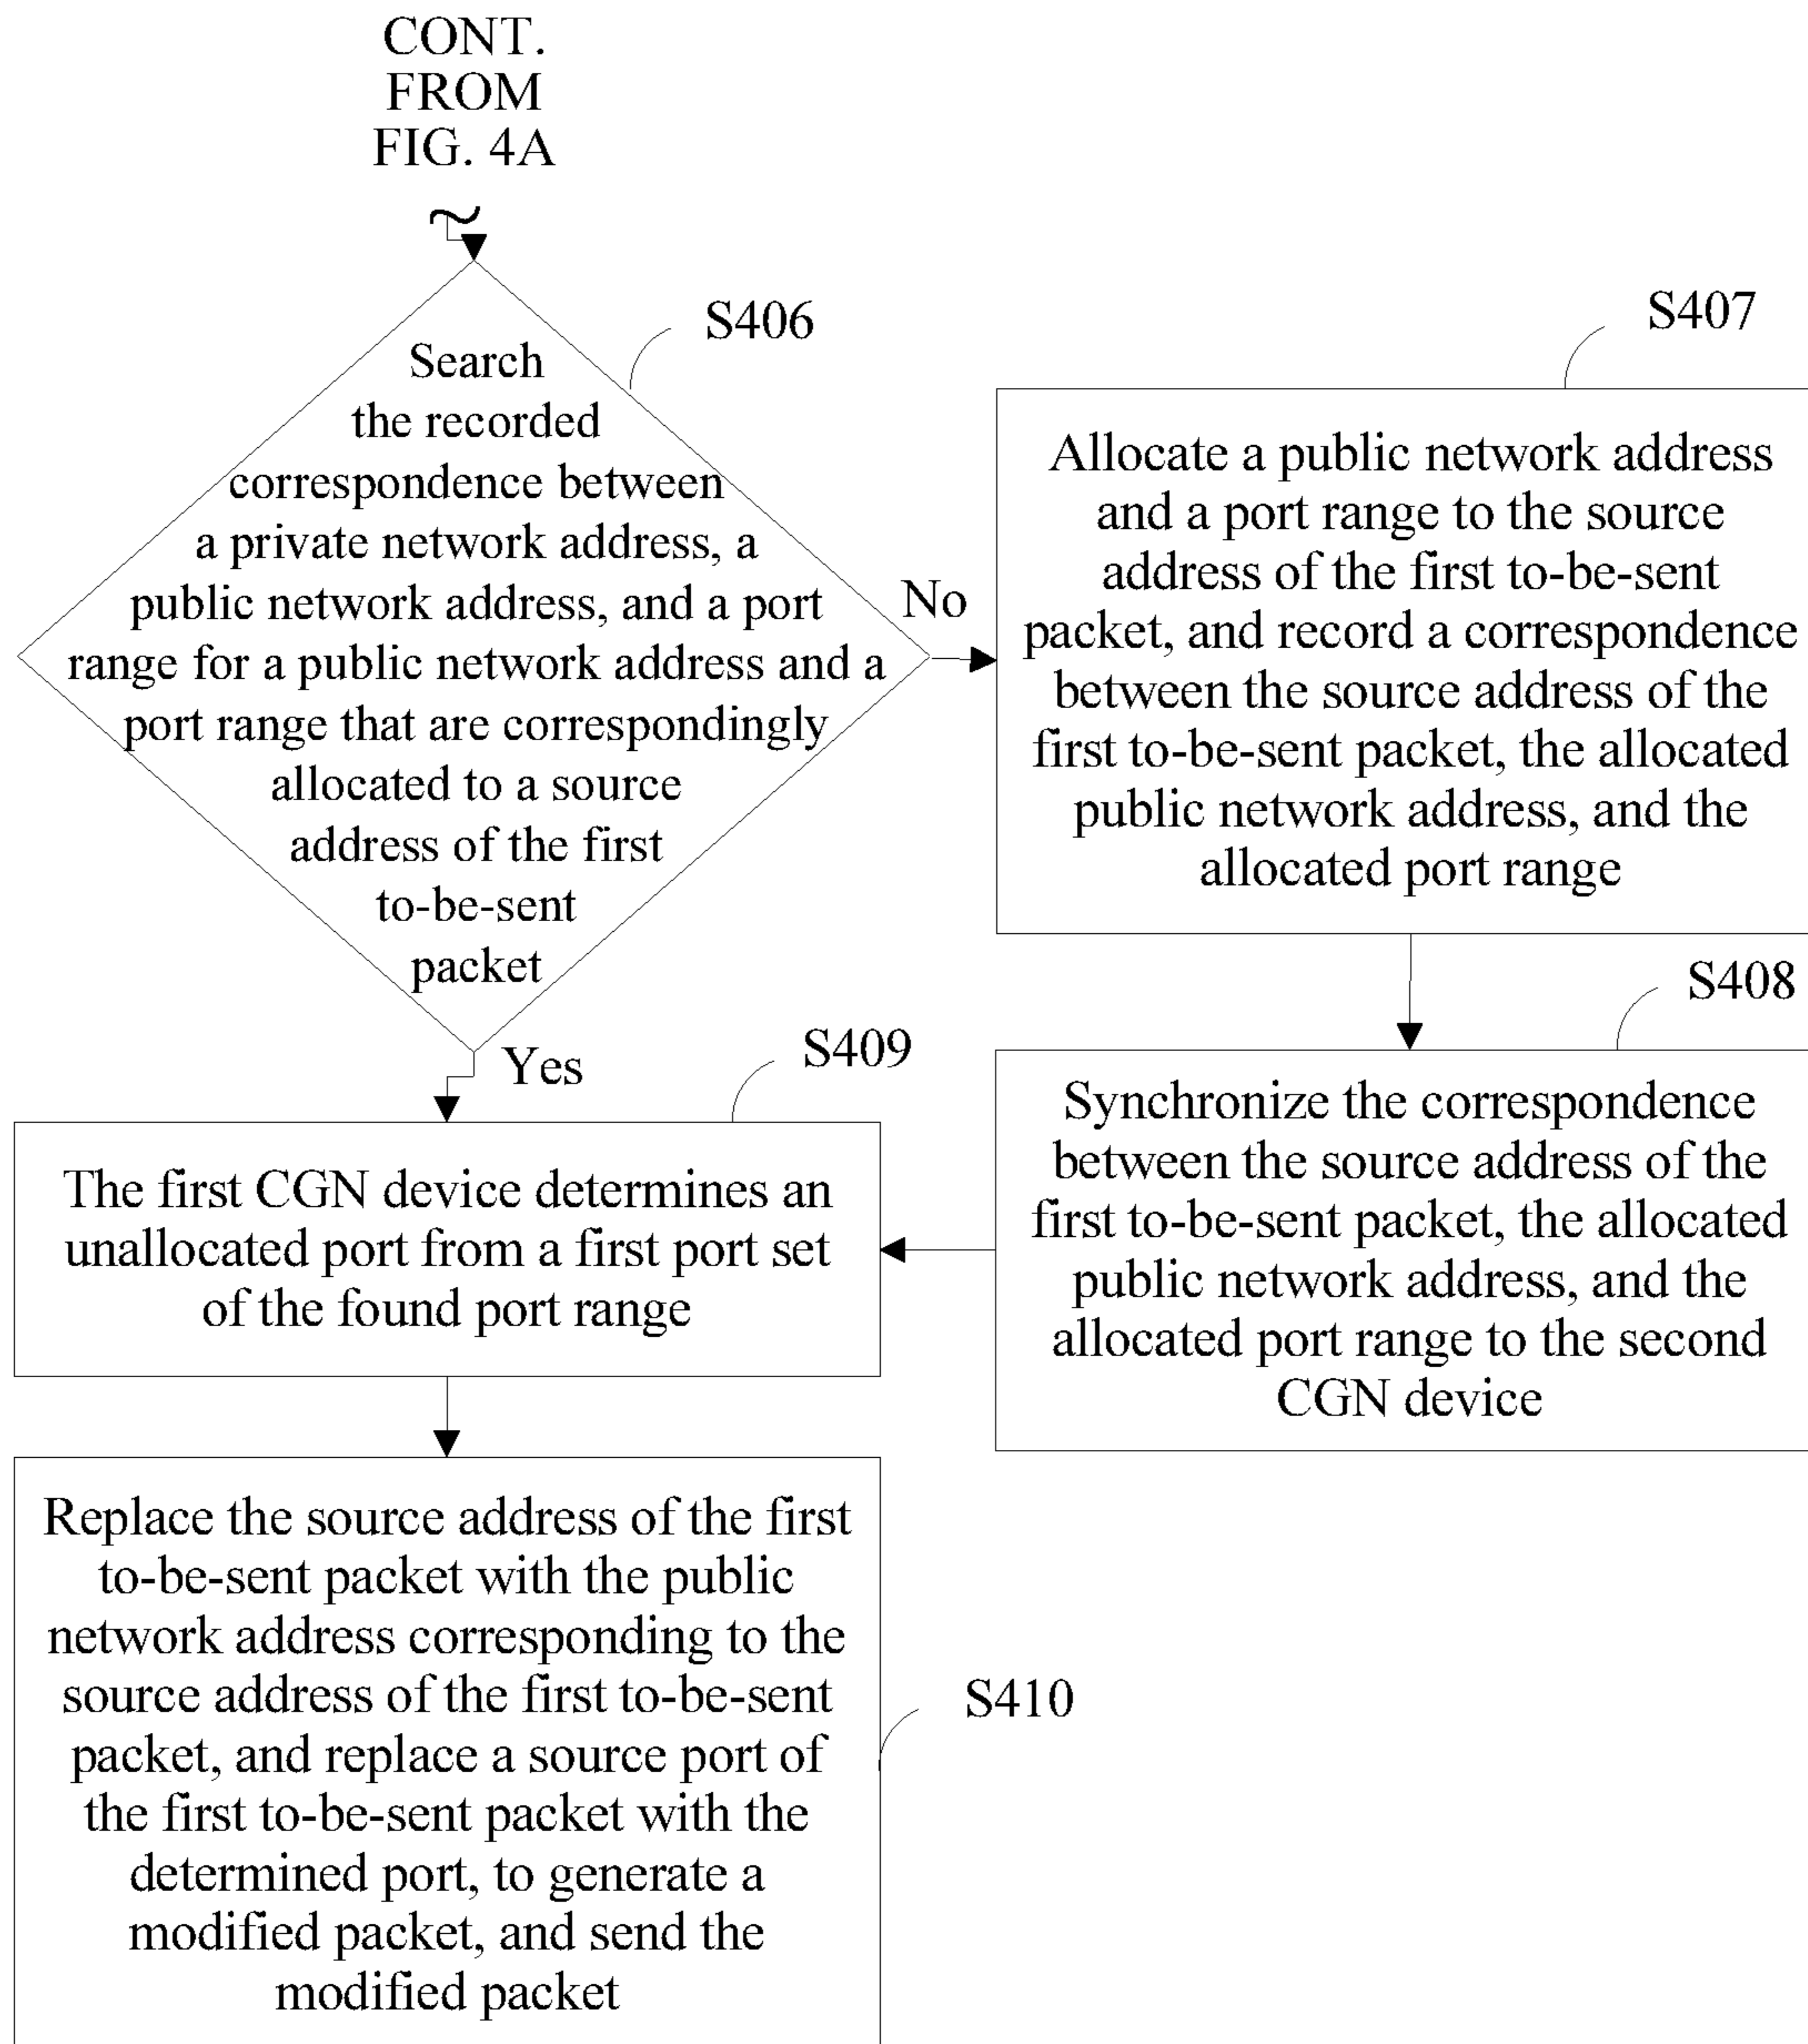 CONT.
FROM
FIG. 4A
S406
Search
the recorded
correspondence between
a private network address, a
public network address, and a port
range for a public network address and a
port range that are correspondingly
allocated to a source
address of the first
to-be-sent
packet
No
S407
Allocate a public network address
and a port range to the source
address of the first to-be-sent
packet, and record a correspondence
between the source address of the
first to-be-sent packet, the allocated
public network address, and the
allocated port range
S408
Synchronize the correspondence
between the source address of the
first to-be-sent packet, the allocated
public network address, and the
allocated port range to the second
CGN device
Yes
S409
The first CGN device determines an
unallocated port from a first port set
of the found port range
Replace the source address of the first
to-be-sent packet with the public
network address corresponding to the
source address of the first to-be-sent
packet, and replace a source port of
the first to-be-sent packet with the
determined port, to generate a
modified packet, and send the
modified packet
S410